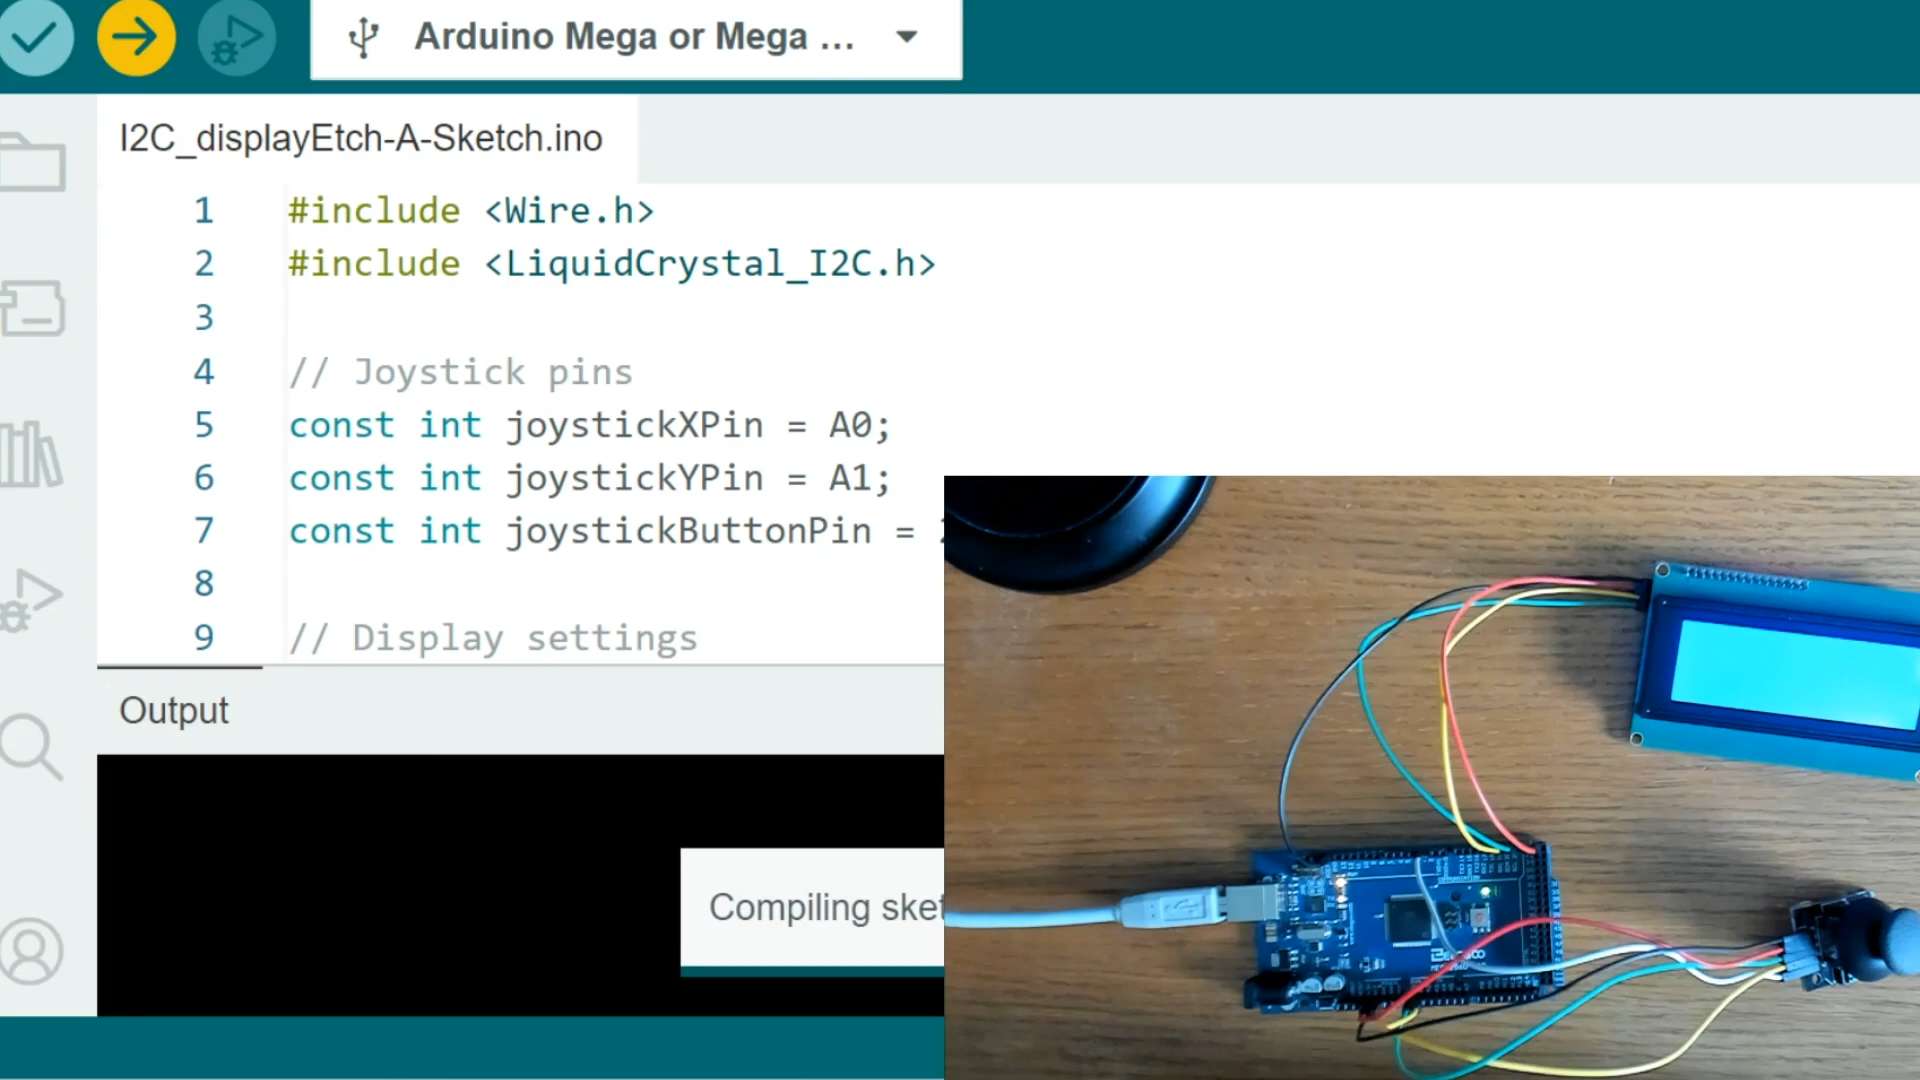 Arduino Mega or Mega ...
I2C_displayEtch-A-Sketch.ino
1 #include <Wire.h>
2 #include <LiquidCrystal_I2C.h>
3
4 // Joystick pins
5 const int joystickXPin = A0;
6 const int joystickYPin = A1;
7 const int joystickButtonPin =
8
9 // Display settings
Output
Compiling